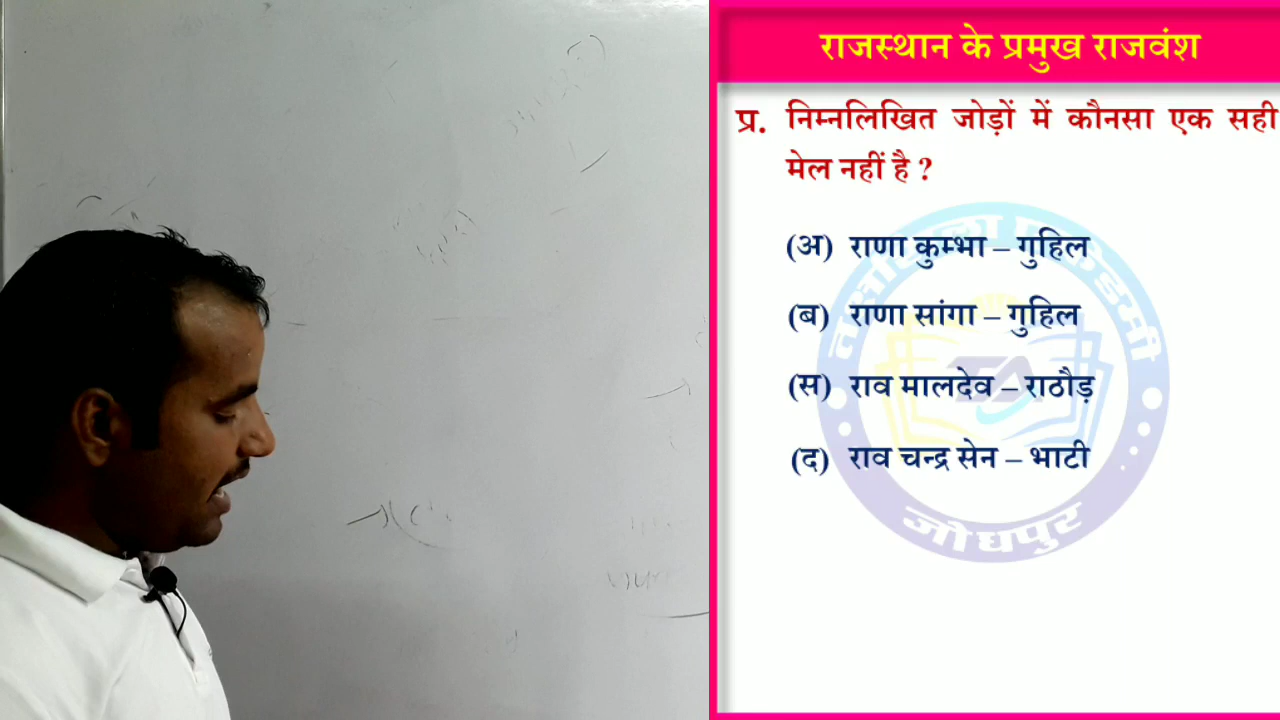 राजस्थान के प्रमुख राजवंश
प्र. निम्नलिखित जोड़ों में कौनसा एक सही
मेल नहीं है ?
(अ) राणा कुम्भा – गुहिल
(ब) राणा सांगा – गुहिल
(स) राव मालदेव – राठौड़
(द) राव चन्द्र सेन – भाटी
जोधपुर